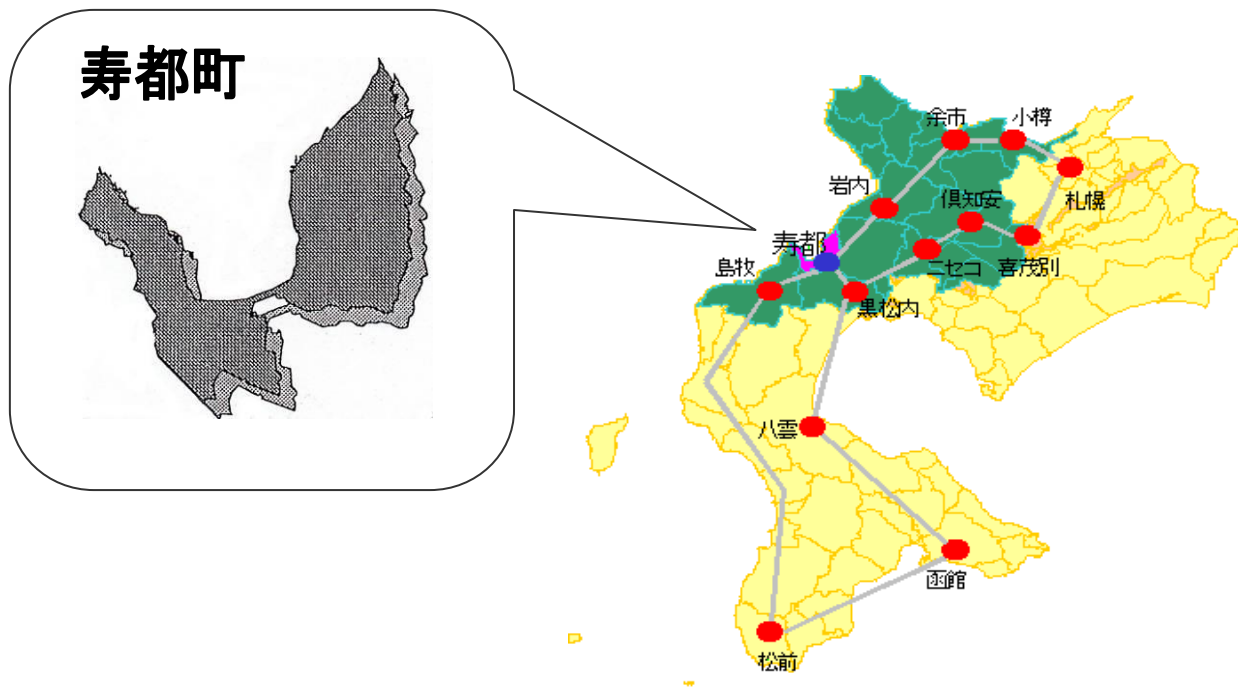 寿都町
余市
小樽
岩内
倶知安
札幌
寿都
島牧
ニセコ
喜茂別
黒松内
八雲
函館
松前